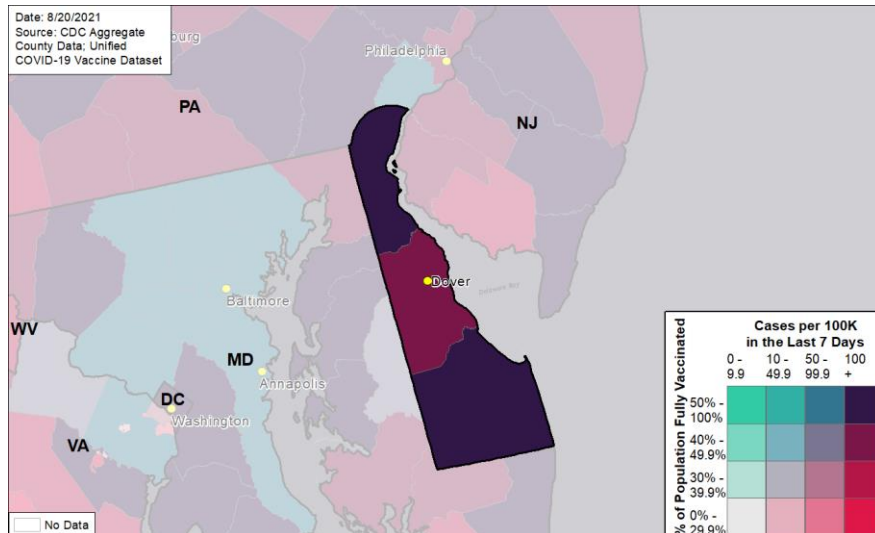 Date: 8/20/2021
Source: CDC Aggregate
County Data; Unified
COVID-19 Vaccine Dataset
burg
Philadelphia
PA
NJ
Dover
Delaware Bay
Baltimore
WV
MD
Annapolis
DC
Washington
VA
No Data
Cases per 100K
in the Last 7 Days
0 -
9.9
10 -
49.9
50 -
99.9
100
+
% of Population Fully Vaccinated
50% -
100%
40% -
49.9%
30% -
39.9%
0% -
29.9%